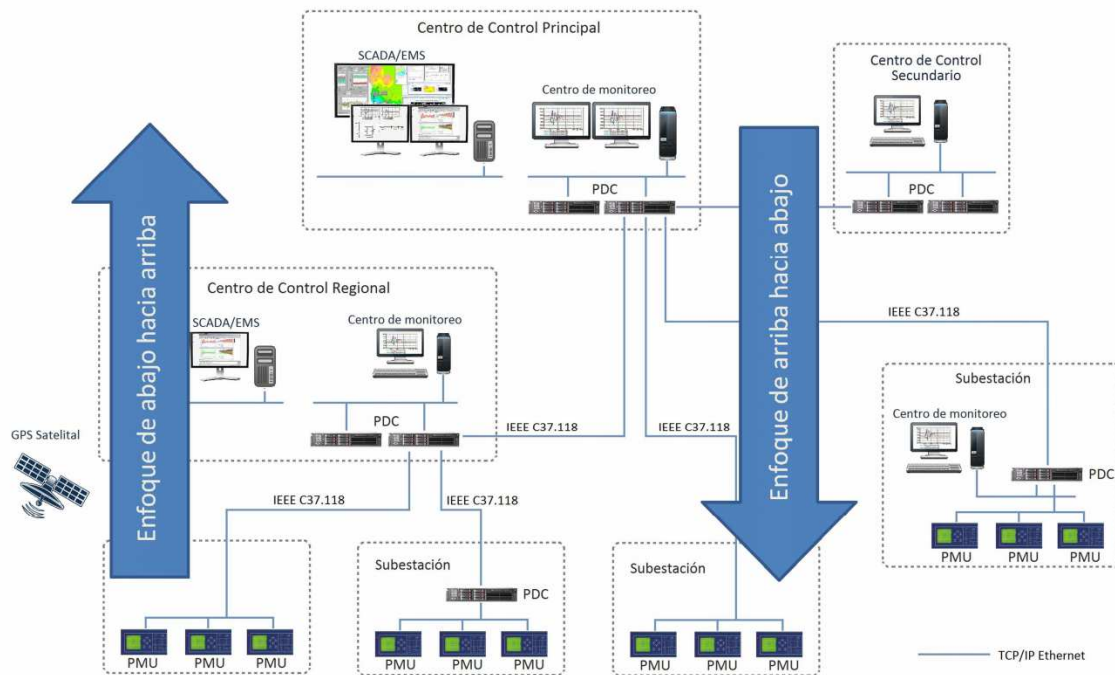 Centro de Control Principal
SCADA/EMS
Centro de monitoreo
PDC
Centro de Control
Secundario
PDC
Enfoque de abajo hacia arriba
Enfoque de arriba hacia abajo
Centro de Control Regional
SCADA/EMS
Centro de monitoreo
PDC
GPS Satelital
IEEE C37.118
IEEE C37.118
IEEE C37.118
IEEE C37.118
IEEE C37.118
Subestación
Centro de monitoreo
PDC
PMU
PMU
PMU
PMU
PMU
PMU
Subestación
PDC
PMU
PMU
PMU
Subestación
PMU
PMU
PMU
TCP/IP Ethernet